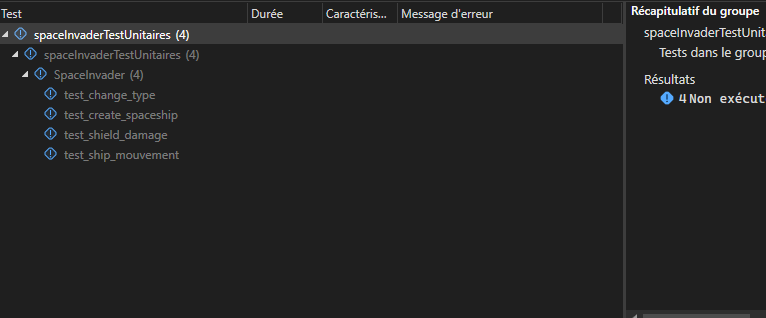 Test Durée Caractéris... Message d'erreur
spaceInvaderTestUnitaires (4)
spaceInvaderTestUnitaires (4)
SpaceInvader (4)
test_change_type
test_create_spaceship
test_shield_damage
test_ship_mouvement
Récapitulatif du groupe
spaceInvaderTestUnita
Tests dans le group
Résultats
4 Non exécut